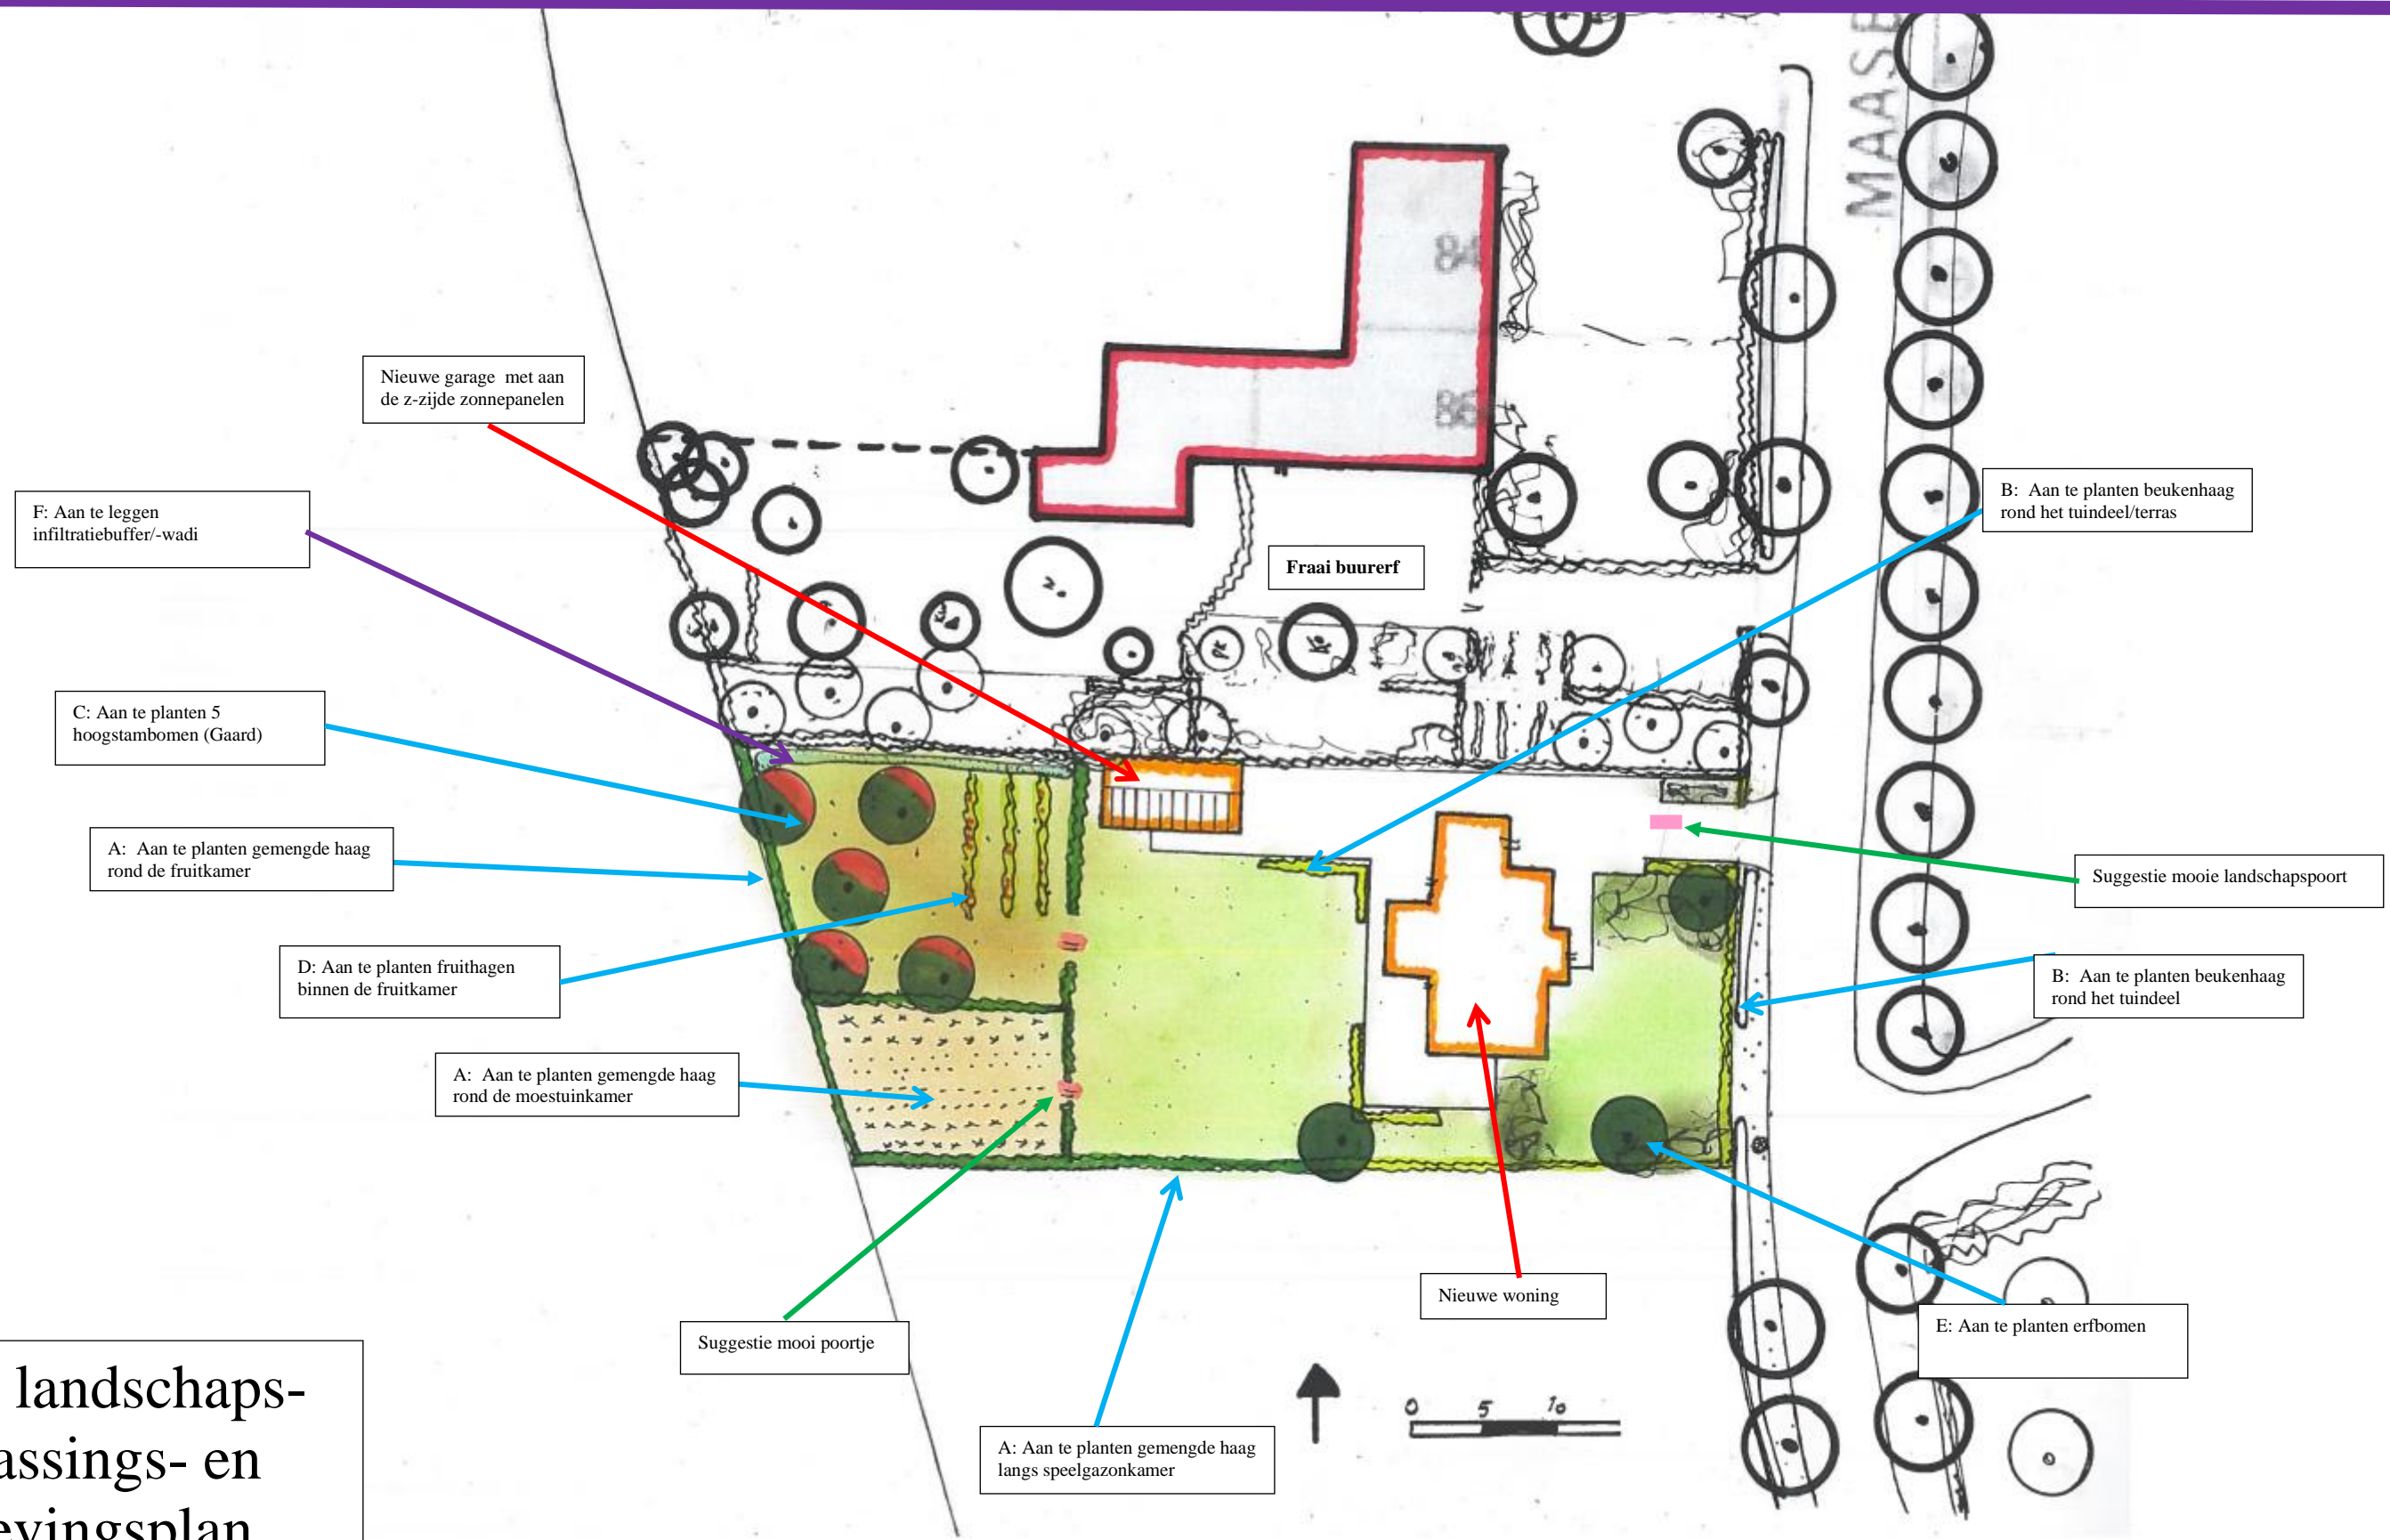 MAASB
84
86
Nieuwe garage met aan
de z-zijde zonnepanelen
F: Aan te leggen
infiltratiebuffer/-wadi
B: Aan te planten beukenhaag
rond het tuindeel/terras
Fraai buurerf
C: Aan te planten 5
hoogstambomen (Gaard)
A: Aan te planten gemengde haag
rond de fruitkamer
Suggestie mooie landschapspoort
D: Aan te planten fruithagen
binnen de fruitkamer
B: Aan te planten beukenhaag
rond het tuindeel
A: Aan te planten gemengde haag
rond de moestuinkamer
Nieuwe woning
E: Aan te planten erfbomen
Suggestie mooi poortje
A: Aan te planten gemengde haag
langs speelgazonkamer
0 5 10
landschaps-
assings- en
evingsplan